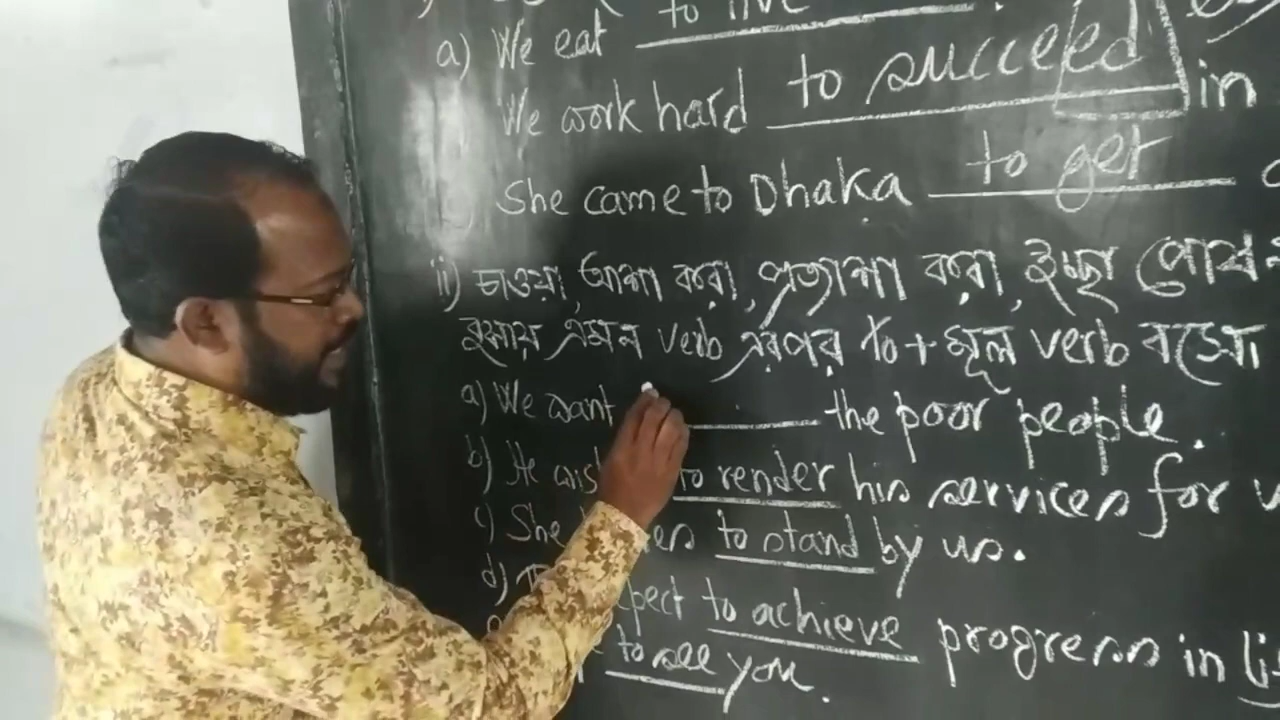 a) We eat to live.
We work hard to succeed in
She came to Dhaka to get
ii) চাওয়া, আশা করা, প্রত্যাশা করা, ইচ্ছা পোষন
বুঝায় এমন verb এরপর to + মূল verb বসে।
a) We want the poor people.
b) He to render his services for
c) She to stand by us.
d) to achieve progress in
to see you.